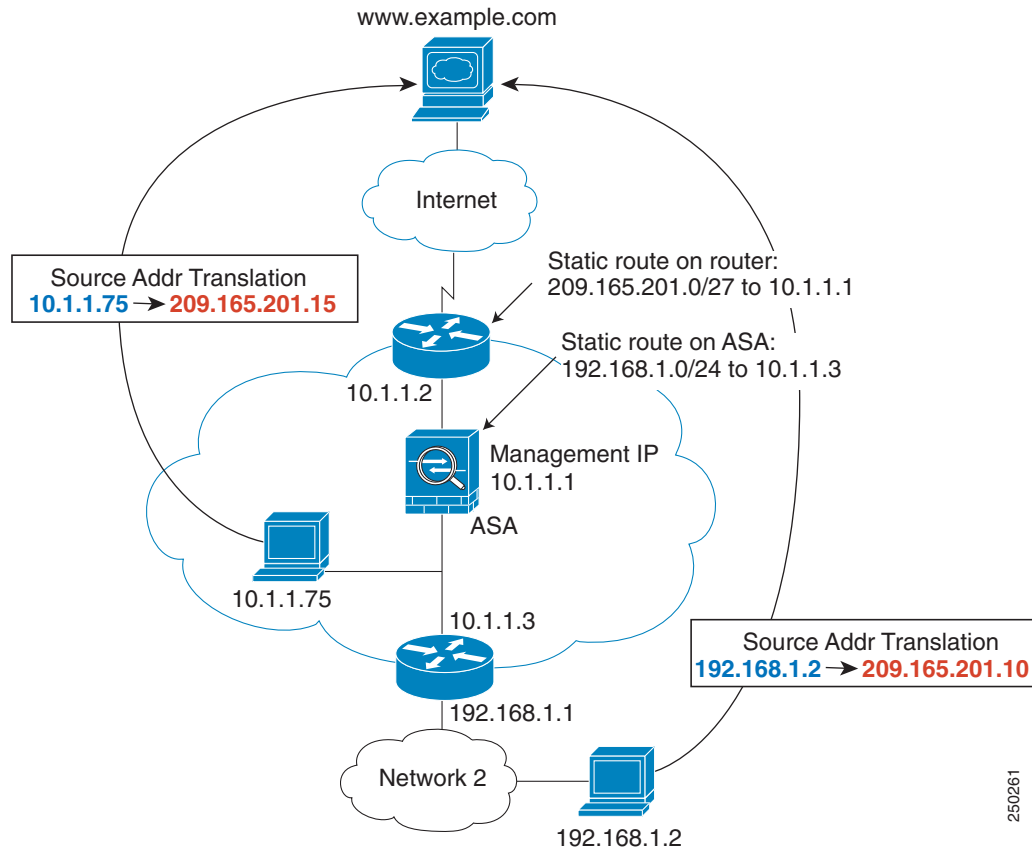 www.example.com
Internet
Source Addr Translation
10.1.1.75 → 209.165.201.15
Static route on router:
209.165.201.0/27 to 10.1.1.1
Static route on ASA:
192.168.1.0/24 to 10.1.1.3
10.1.1.2
Management IP
10.1.1.1
ASA
10.1.1.75
10.1.1.3
Source Addr Translation
192.168.1.2 → 209.165.201.10
192.168.1.1
Network 2
192.168.1.2
250261